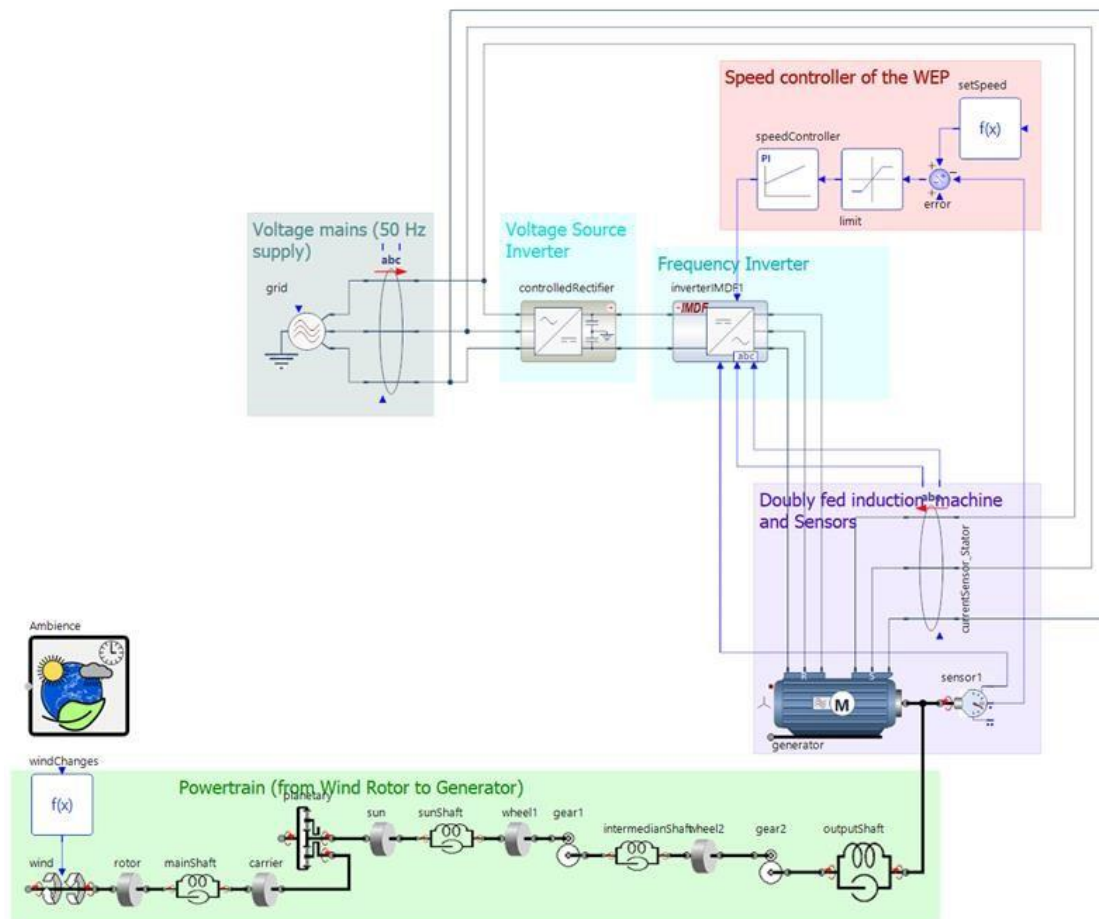 Speed controller of the WEP
setSpeed
f(x)
speedController
PI
limit
error
Voltage mains (50 Hz
supply)
abc
grid
Voltage Source
Inverter
controlledRectifier
Frequency Inverter
inverterIMDF1
~IMDF
abc
Doubly fed induction machine
and Sensors
abc
currentSensor_Stator
R
S
M
sensor1
generator
Ambience
windChanges
f(x)
Powertrain (from Wind Rotor to Generator)
planetary
sun
sunShaft
wheel1
gear1
intermedianShaft
wheel2
gear2
outputShaft
wind
rotor
mainShaft
carrier